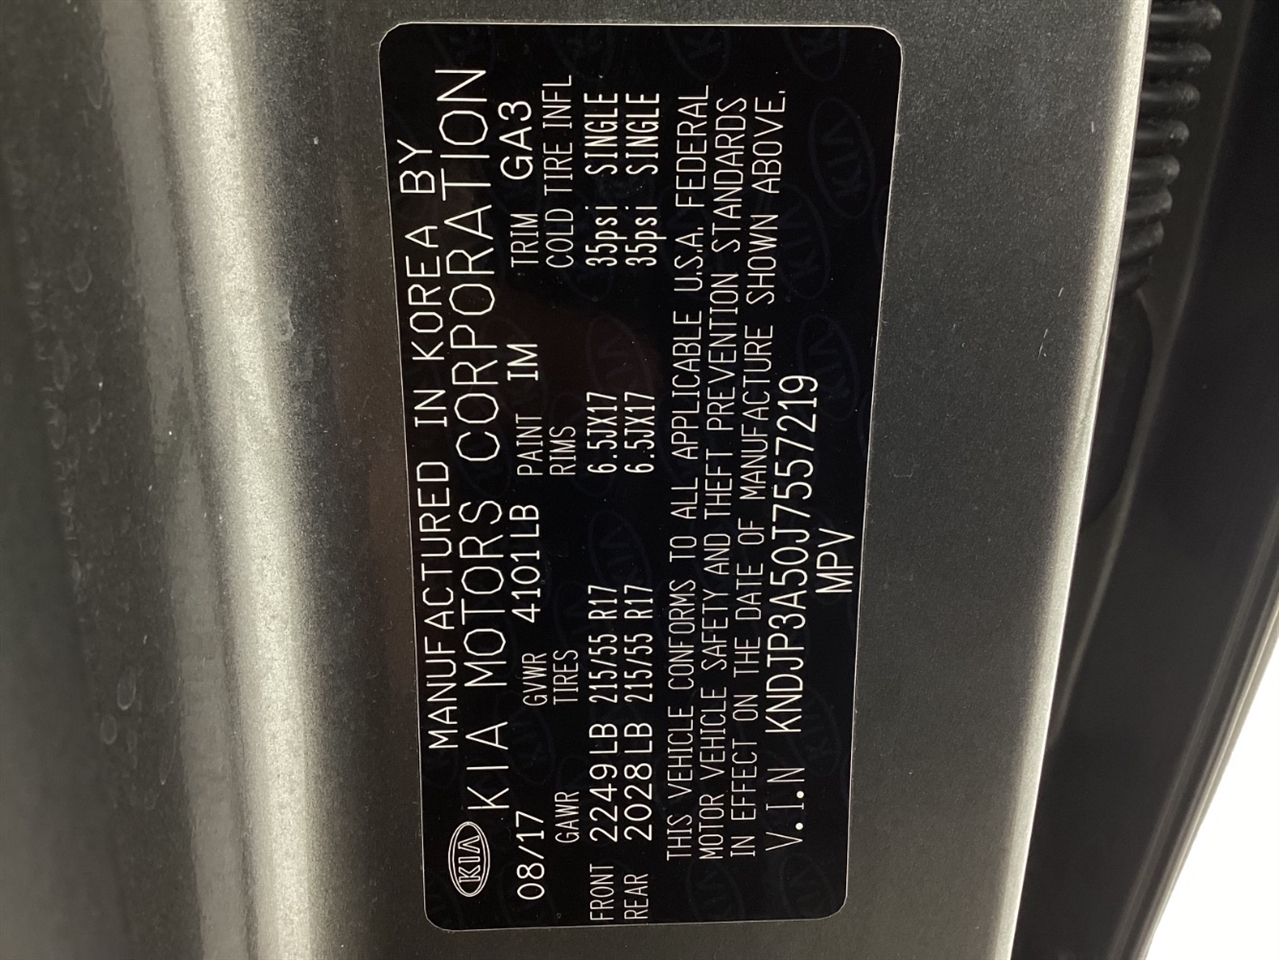 MANUFACTURED IN KOREA BY
KIA KIA MOTORS CORPORATION
08/17 GVWR 4101LB PAINT IM TRIM GA3
GAWR TIRES RIMS COLD TIRE INFL
FRONT 2249LB 215/55 R17 6.5JX17 35psi SINGLE
REAR 2028LB 215/55 R17 6.5JX17 35psi SINGLE
THIS VEHICLE CONFORMS TO ALL APPLICABLE U.S.A. FEDERAL
MOTOR VEHICLE SAFETY AND THEFT PREVENTION STANDARDS
IN EFFECT ON THE DATE OF MANUFACTURE SHOWN ABOVE.
V.I.N KNDJP3A50J7557219
MPV